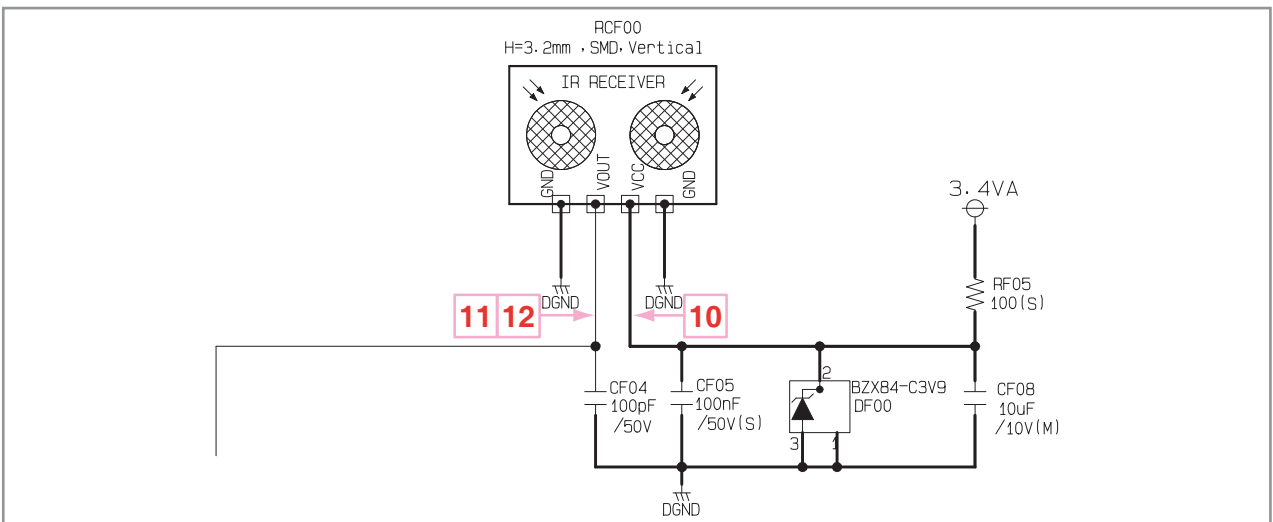 RCF00
H=3.2mm ,SMD,Vertical
IR RECEIVER
GND
VOUT
VCC
GND
3.4VA
RF05
100(S)
DGND
DGND
11 12
10
CF04
100pF
/50V
CF05
100nF
/50V(S)
2
BZX84-C3V9
DF00
3
1
CF08
10uF
/10V(M)
DGND